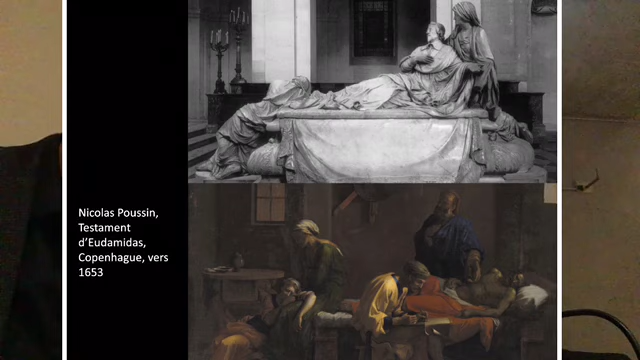 Nicolas Poussin,
Testament
d'Eudamidas,
Copenhague, vers
1653